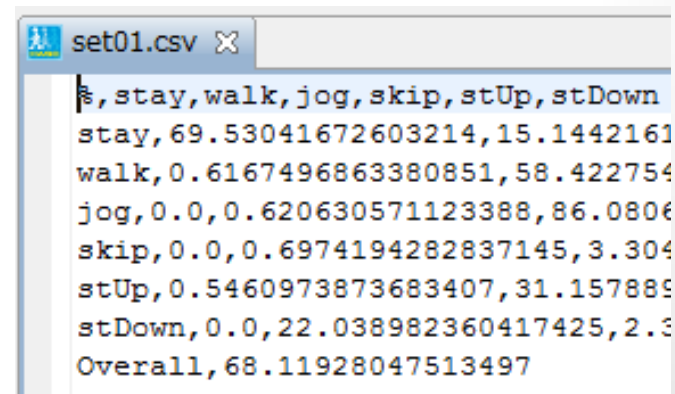 set01.csv
%,stay,walk,jog,skip,stUp,stDown
stay,69.53041672603214,15.1442161
walk,0.6167496863380851,58.422754
jog,0.0,0.620630571123388,86.0806
skip,0.0,0.6974194282837145,3.304
stUp,0.5460973873683407,31.157889
stDown,0.0,22.038982360417425,2.3
Overall,68.11928047513497